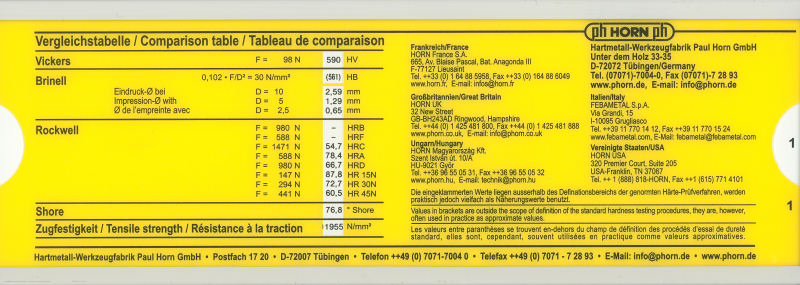 Vergleichstabelle / Comparison table / Tableau de comparaison
Vickers F = 98 N 590 HV
Brinell 0,102 • F/D² = 30 N/mm² (561) HB
Eindruck-Ø bei D = 10 2,59 mm
Impression-Ø with D = 5 1,29 mm
Ø de l'empreinte avec D = 2,5 0,65 mm
Rockwell F = 980 N – HRB
F = 588 N – HRF
F = 1471 N 54,7 HRC
F = 588 N 78,4 HRA
F = 980 N 66,7 HRD
F = 147 N 87,8 HR 15N
F = 294 N 72,7 HR 30N
F = 441 N 60,5 HR 45N
Shore 76,8 ° Shore
Zugfestigkeit / Tensile strength / Résistance à la traction 1955 N/mm²
Frankreich/France
HORN France S.A.
665, Av. Blaise Pascal, Bat. Anagonda III
F-77127 Lieusaint
Tel. ++33 (0) 1 64 88 5958, Fax ++33 (0) 164 88 6049
www.horn.fr, E-mail: infos@horn.fr
Großbritannien/Great Britain
HORN UK
32 New Street
GB-BH243AD Ringwood, Hampshire
Tel. ++44 (0) 1 425 481 800, Fax ++44 (0) 1 425 481 888
www.phorn.co.uk, E-Mail: info@phorn.co.uk
Ungarn/Hungary
HORN Magyarország Kft.
Szent István út. 10/A
HU-9021 Györ
Tel. ++36 96 55 05 31, Fax ++36 96 55 05 32
www.phorn.hu, E-mail: technik@phorn.hu
ph HORN ph
Hartmetall-Werkzeugfabrik Paul Horn GmbH
Unter dem Holz 33-35
D-72072 Tübingen/Germany
Tel. (07071)-7004-0, Fax (07071)-7 28 93
www.phorn.de, E-mail: info@phorn.de
Italien/Italy
FEBAMETAL S.p.A.
Via Grandi, 15
I-10095 Grugliasco
Tel. ++39 11 770 14 12, Fax ++39 11 770 15 24
www.febametal.com, E-Mail: febametal@febametal.com
Vereinigte Staaten/USA
HORN USA
320 Premier Court, Suite 205
USA-Franklin, TN 37067
Tel. ++ 1 (888) 818-HORN, Fax ++1 (615) 771 4101
Die eingeklammerten Werte liegen ausserhalb des Definationsbereichs der genormten Härte-Prüfverfahren, werden
praktisch jedoch vielfach als Näherungswerte benutzt.
Values in brackets are outside the scope of definition of the standard hardness testing procedures, they are, however,
often used in practice as approximate values.
Les valeurs entre paranthèses se trouvent en-dehors du champ de définition des procédés d'essai de dureté
standard, elles sont, cependant, souvent utilisées en practique comme valeurs approximatives.
1
1
Hartmetall-Werkzeugfabrik Paul Horn GmbH • Postfach 17 20 • D-72007 Tübingen • Telefon ++49 (0) 7071-7004 0 • Telefax ++49 (0) 7071 - 7 28 93 • E-Mail: info@phorn.de • www.phorn.de